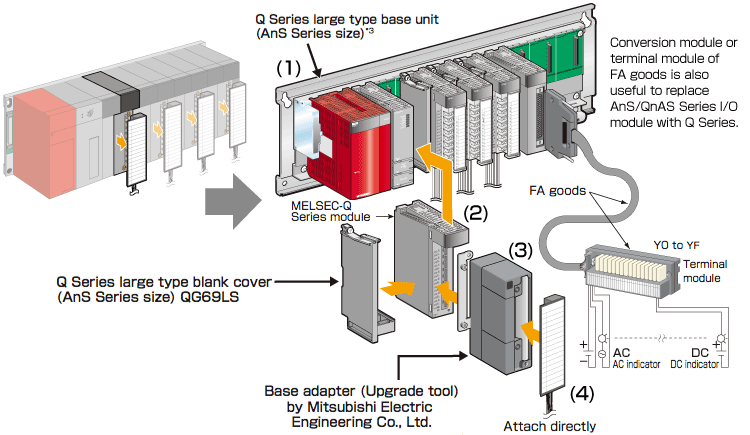 Q Series large type base unit
(AnS Series size)*3
(1)
Conversion module or
terminal module of
FA goods is also
useful to replace
AnS/QnAS Series I/O
module with Q Series.
MELSEC-Q
Series module
(2)
FA goods
(3)
Y0 to YF
Terminal
module
Q Series large type blank cover
(AnS Series size) QG69LS
+
−
AC
AC indicator
DC
DC indicator
+
−
Base adapter (Upgrade tool)
by Mitsubishi Electric
Engineering Co., Ltd.
(4)
Attach directly